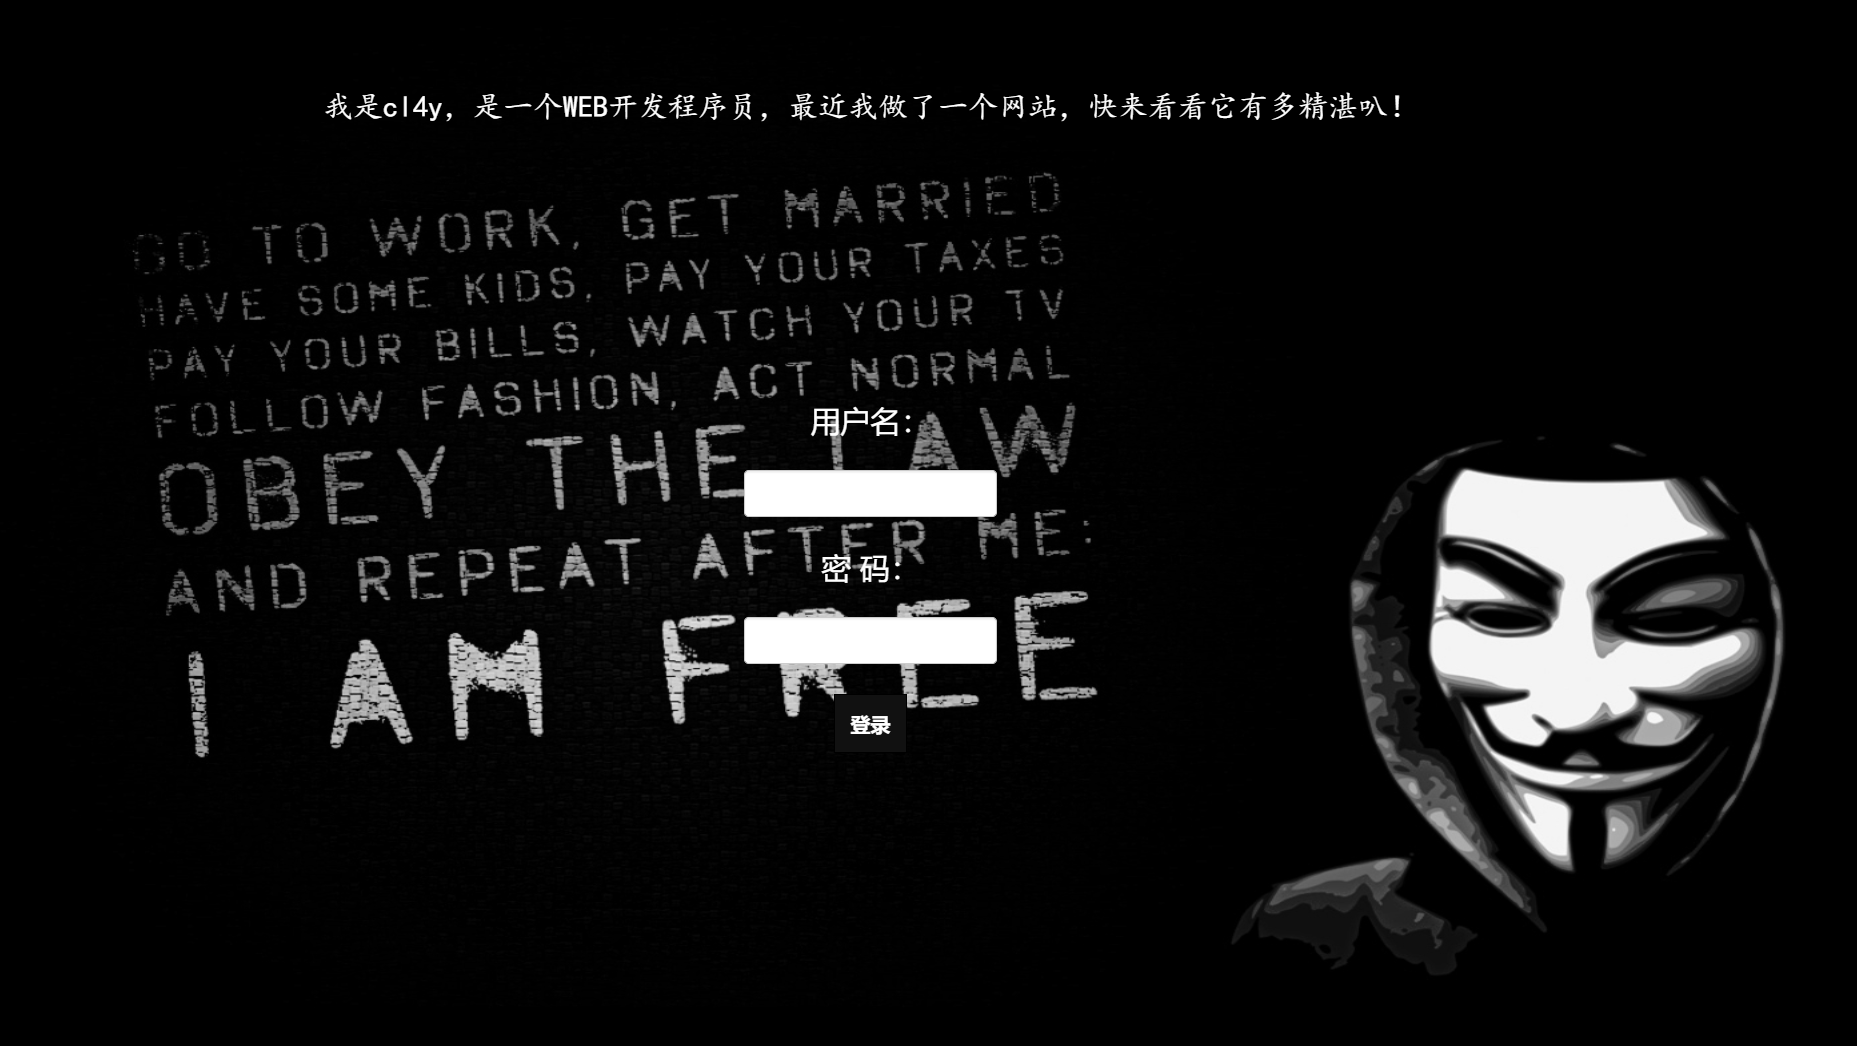 我是cl4y，是一个WEB开发程序员，最近我做了一个网站，快来看看它有多精湛叭！
GO TO WORK, GET MARRIED
HAVE SOME KIDS, PAY YOUR TAXES
PAY YOUR BILLS, WATCH YOUR TV
FOLLOW FASHION, ACT NORMAL
OBEY THE LAW
AND REPEAT AFTER ME:
I AM FREE
用户名：
密 码：
登录